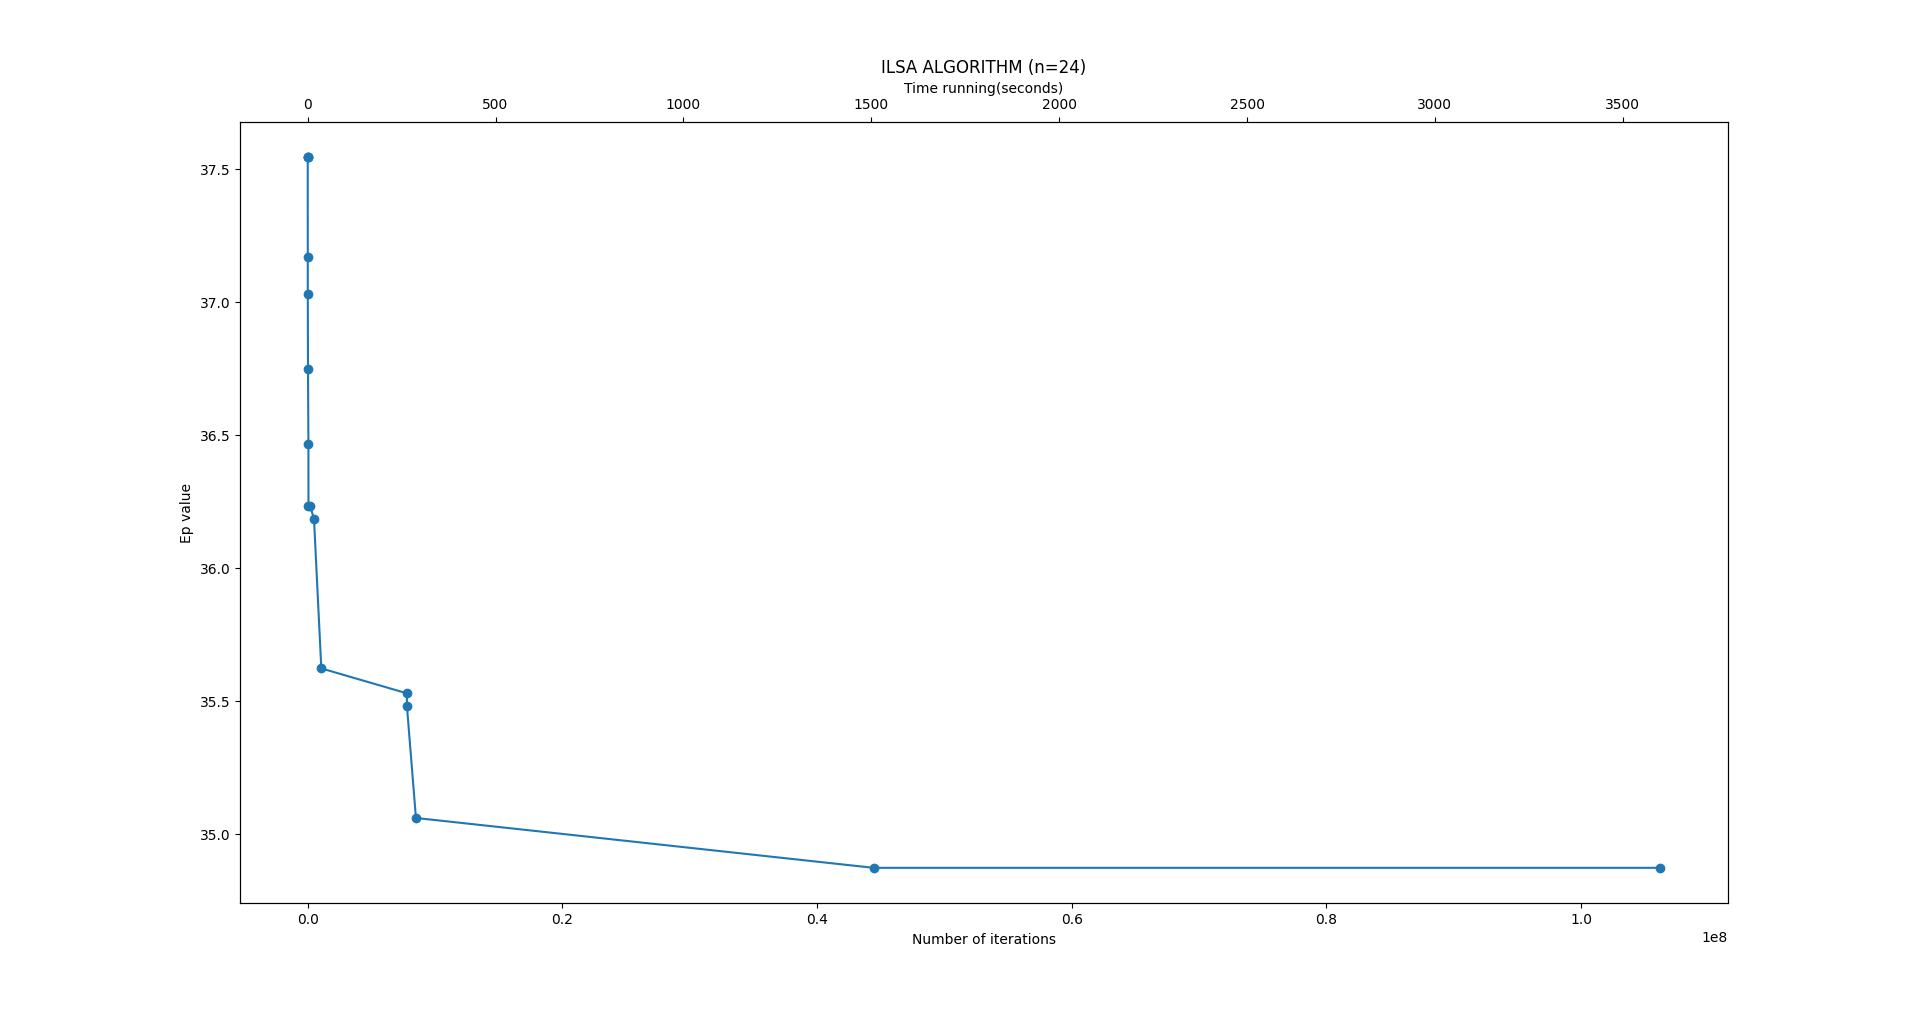 ILSA ALGORITHM (n=24)
Time running(seconds)
0 500 1000 1500 2000 2500 3000 3500
37.5
37.0
36.5
36.0
35.5
35.0
Ep value
0.0 0.2 0.4 0.6 0.8 1.0
Number of iterations
1e8